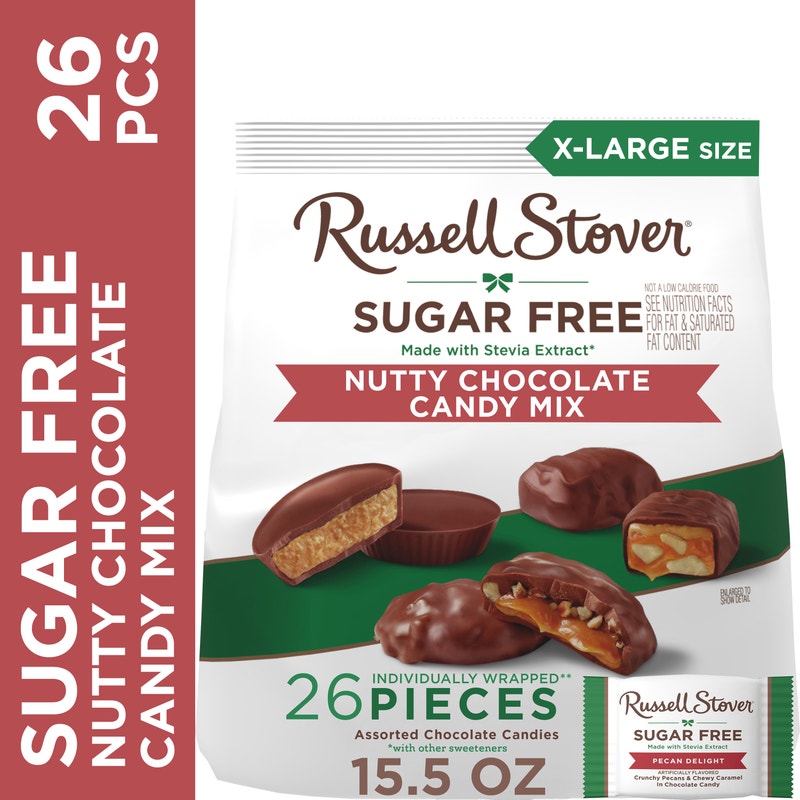 26
PCS
SUGAR FREE
NUTTY CHOCOLATE
CANDY MIX
X-LARGE SIZE
Russell Stover®
SUGAR FREE
NOT A LOW CALORIE FOOD
SEE NUTRITION FACTS
FOR FAT & SATURATED
FAT CONTENT
Made with Stevia Extract*
NUTTY CHOCOLATE
CANDY MIX
ENLARGED TO
SHOW DETAIL
26 INDIVIDUALLY WRAPPED**
PIECES
Assorted Chocolate Candies
*with other sweeteners
15.5 OZ
Russell Stover
SUGAR FREE
Made with Stevia Extract
PECAN DELIGHT
ARTIFICIALLY FLAVORED
Crunchy Pecans & Chewy Caramel
In Chocolate Candy